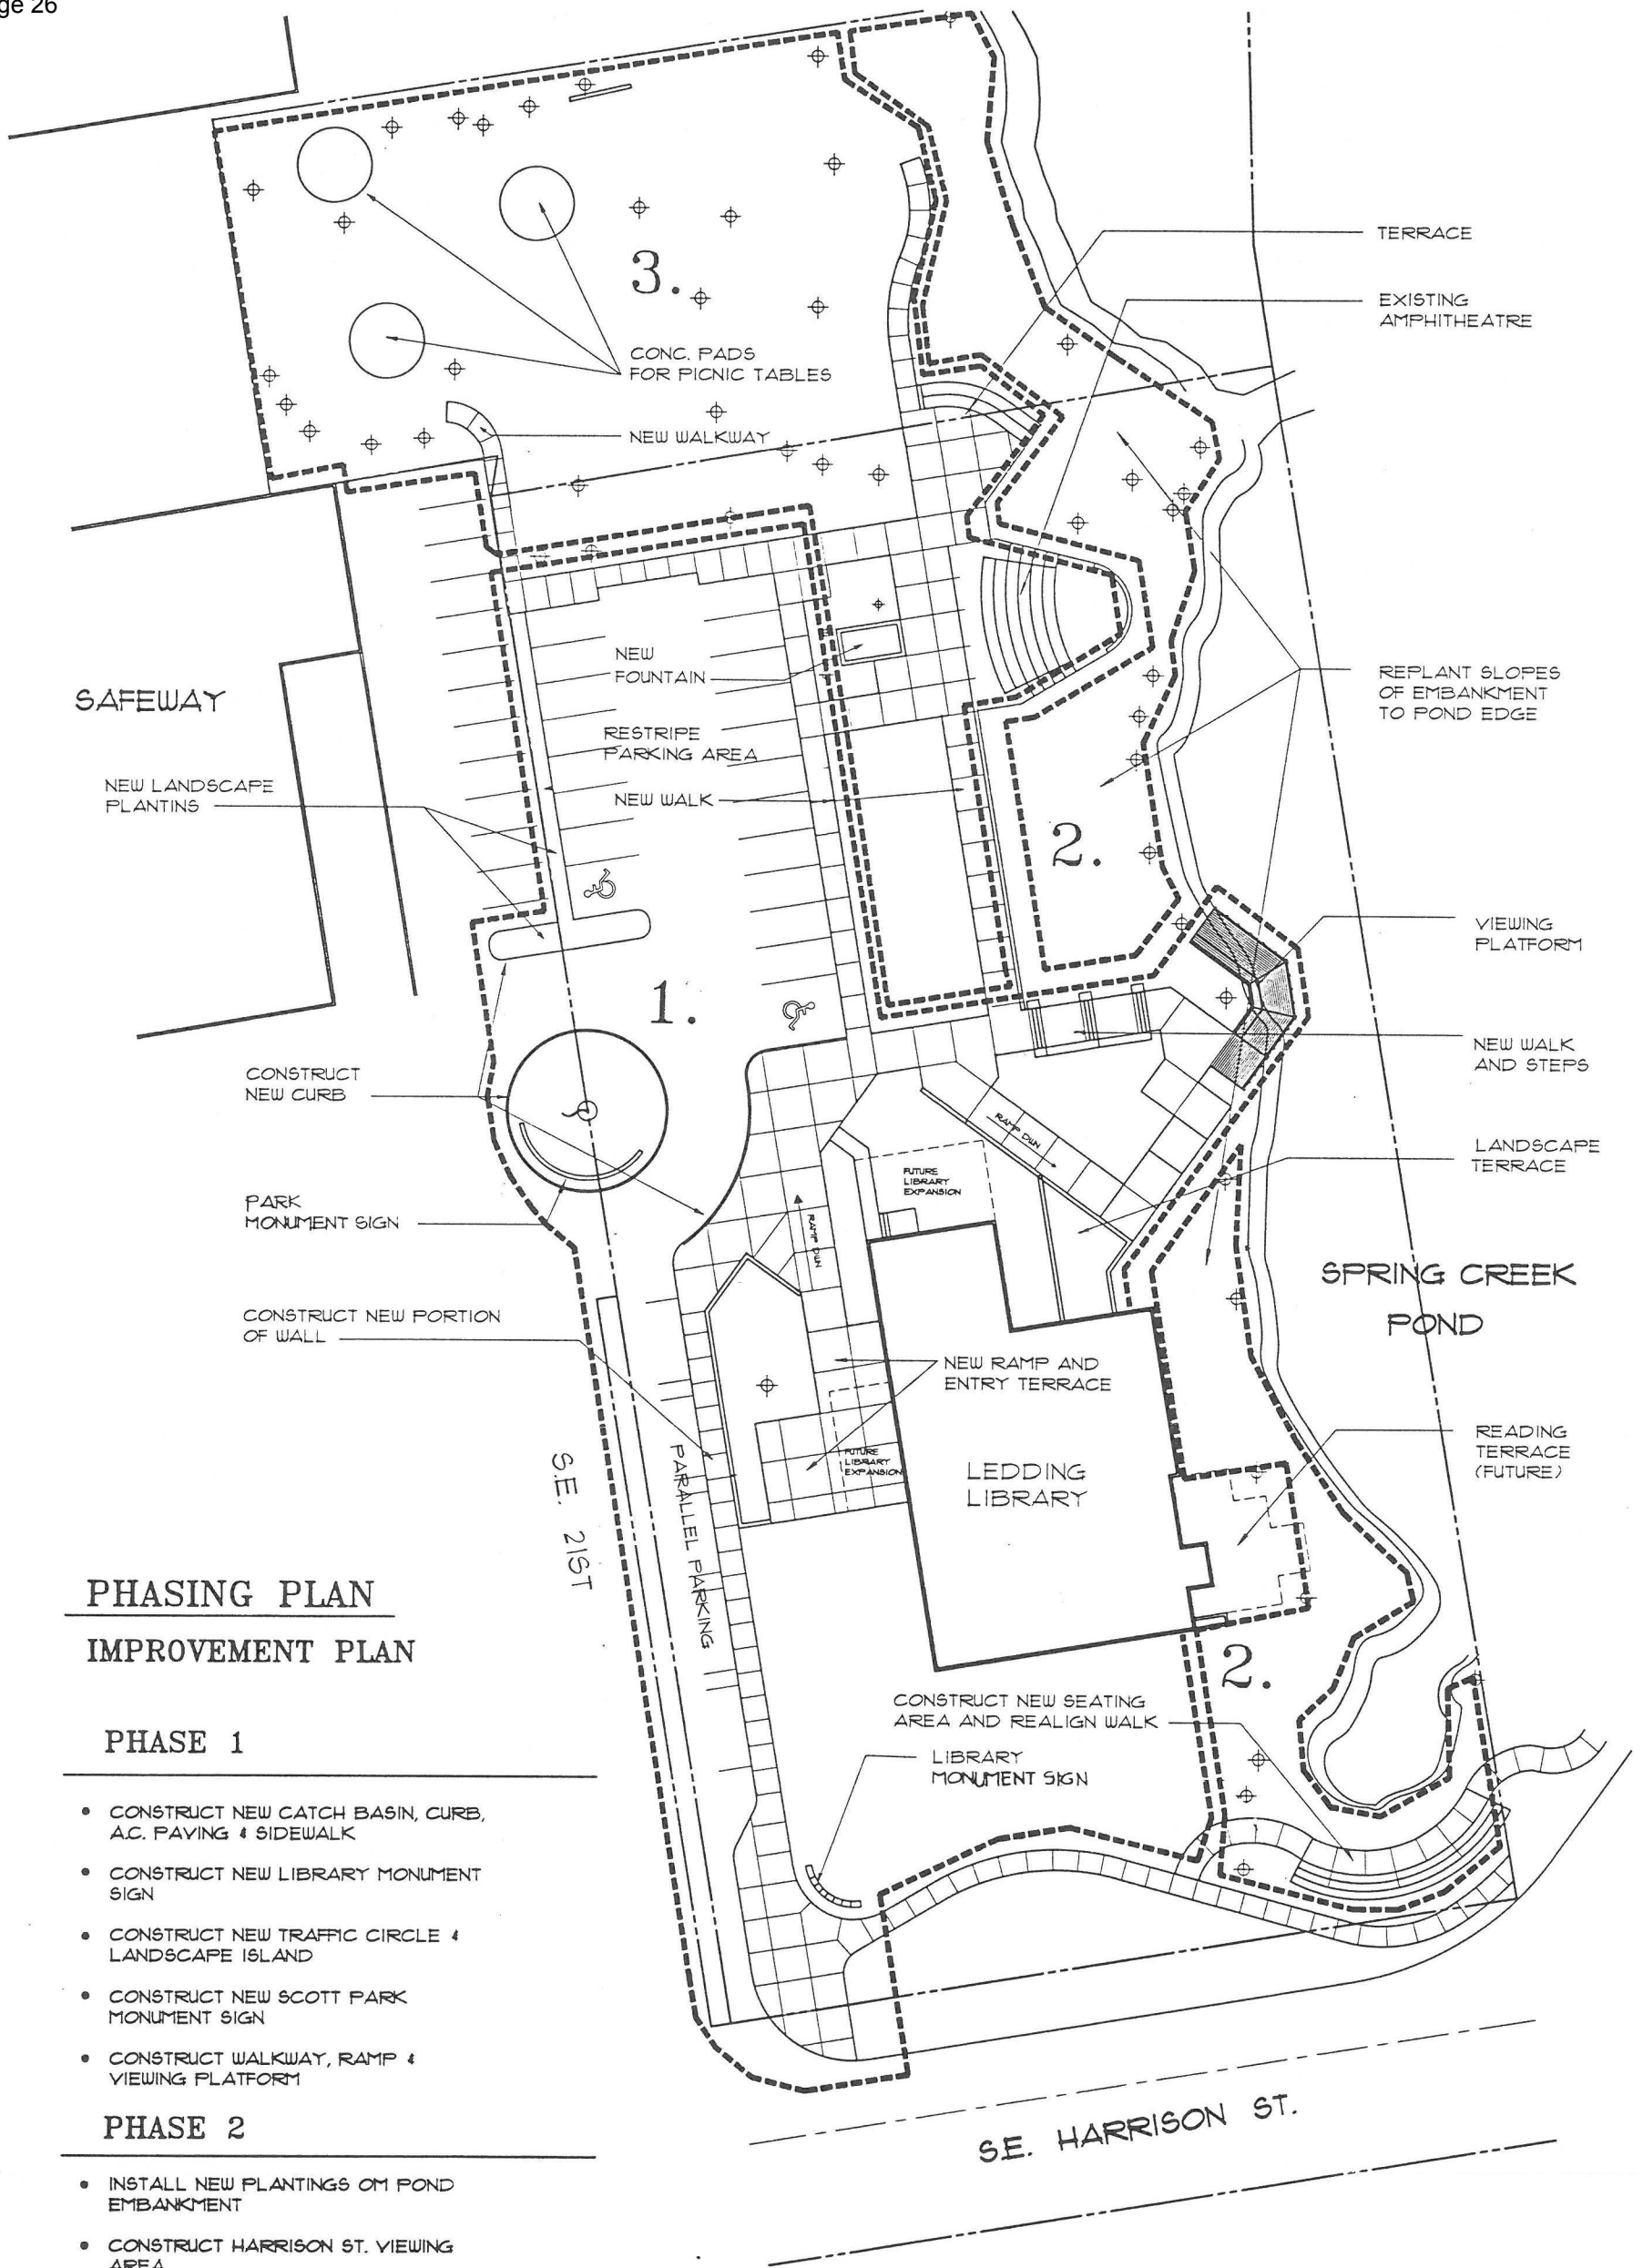 ge 26
TERRACE
EXISTING
AMPHITHEATRE
3.
CONC. PADS
FOR PICNIC TABLES
NEW WALKWAY
SAFEWAY
NEW
FOUNTAIN
RESTRIPE
PARKING AREA
NEW WALK
NEW LANDSCAPE
PLANTINS
REPLANT SLOPES
OF EMBANKMENT
TO POND EDGE
2.
VIEWING
PLATFORM
1.
NEW WALK
AND STEPS
CONSTRUCT
NEW CURB
RAMP DWN
LANDSCAPE
TERRACE
FUTURE
LIBRARY
EXPANSION
PARK
MONUMENT SIGN
RAMP DWN
SPRING CREEK
POND
CONSTRUCT NEW PORTION
OF WALL
NEW RAMP AND
ENTRY TERRACE
READING
TERRACE
(FUTURE)
FUTURE
LIBRARY
EXPANSION
LEDDING
LIBRARY
S.E. 21ST
PARALLEL PARKING
2.
CONSTRUCT NEW SEATING
AREA AND REALIGN WALK
LIBRARY
MONUMENT SIGN
S.E. HARRISON ST.
PHASING PLAN
IMPROVEMENT PLAN
PHASE 1
• CONSTRUCT NEW CATCH BASIN, CURB,
A.C. PAVING & SIDEWALK
• CONSTRUCT NEW LIBRARY MONUMENT
SIGN
• CONSTRUCT NEW TRAFFIC CIRCLE &
LANDSCAPE ISLAND
• CONSTRUCT NEW SCOTT PARK
MONUMENT SIGN
• CONSTRUCT WALKWAY, RAMP &
VIEWING PLATFORM
PHASE 2
• INSTALL NEW PLANTINGS OM POND
EMBANKMENT
• CONSTRUCT HARRISON ST. VIEWING
AREA